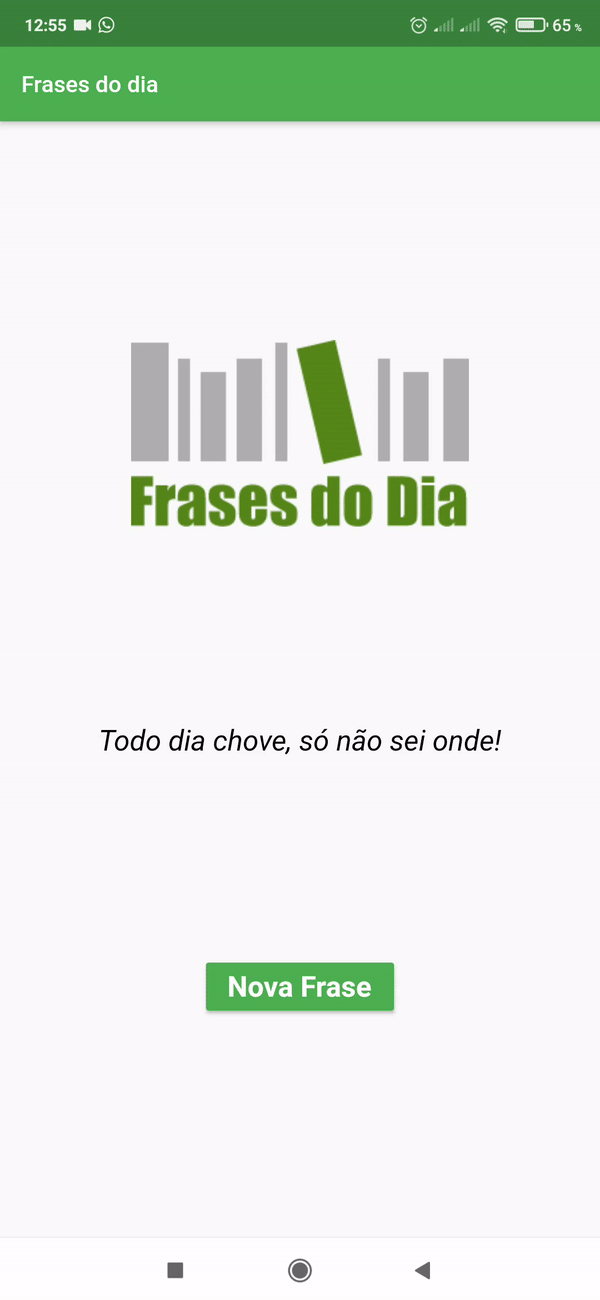 12:55 65 %
Frases do dia
Frases do Dia
Todo dia chove, só não sei onde!
Nova Frase